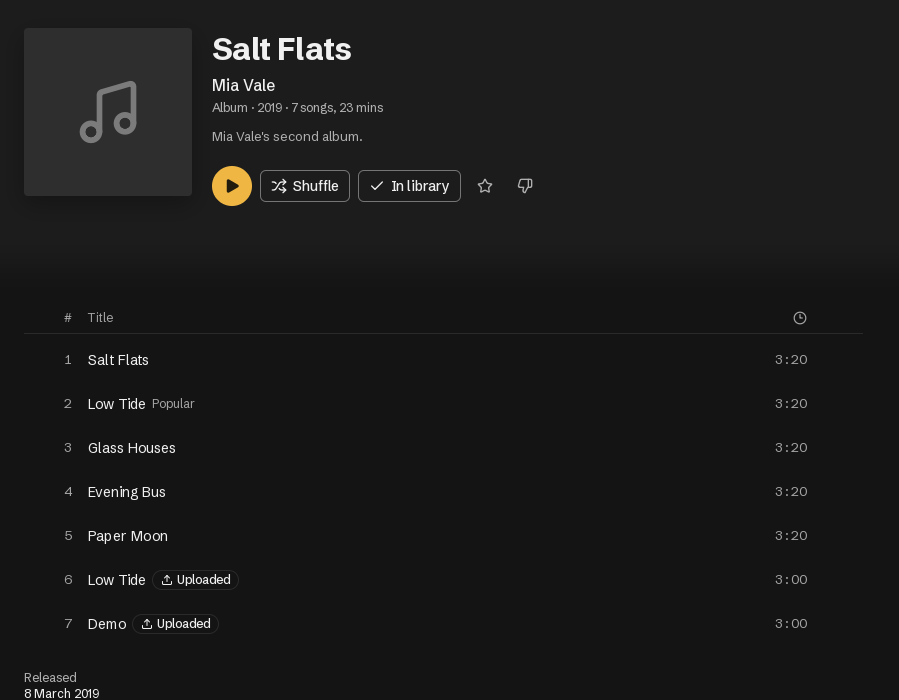 Salt Flats
Mia Vale
Album · 2019 · 7 songs, 23 mins
Mia Vale's second album.
Shuffle In library
# Title
1 Salt Flats 3:20
2 Low Tide Popular 3:20
3 Glass Houses 3:20
4 Evening Bus 3:20
5 Paper Moon 3:20
6 Low Tide Uploaded 3:00
7 Demo Uploaded 3:00
Released
8 March 2019